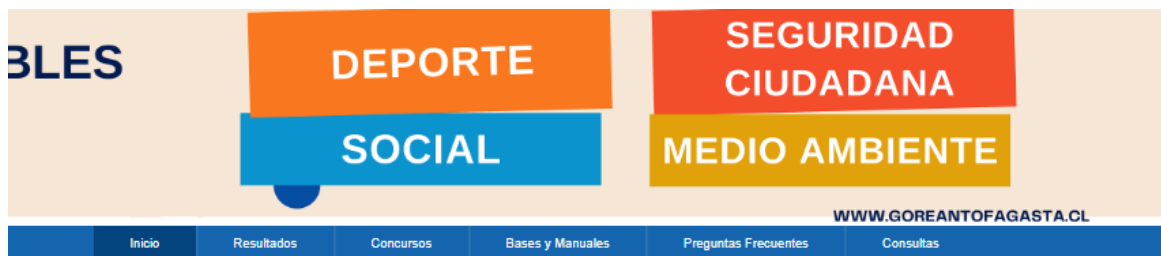 BLES
DEPORTE
SEGURIDAD
CIUDADANA
SOCIAL
MEDIO AMBIENTE
WWW.GOREANTOFAGASTA.CL
Inicio Resultados Concursos Bases y Manuales Preguntas Frecuentes Consultas